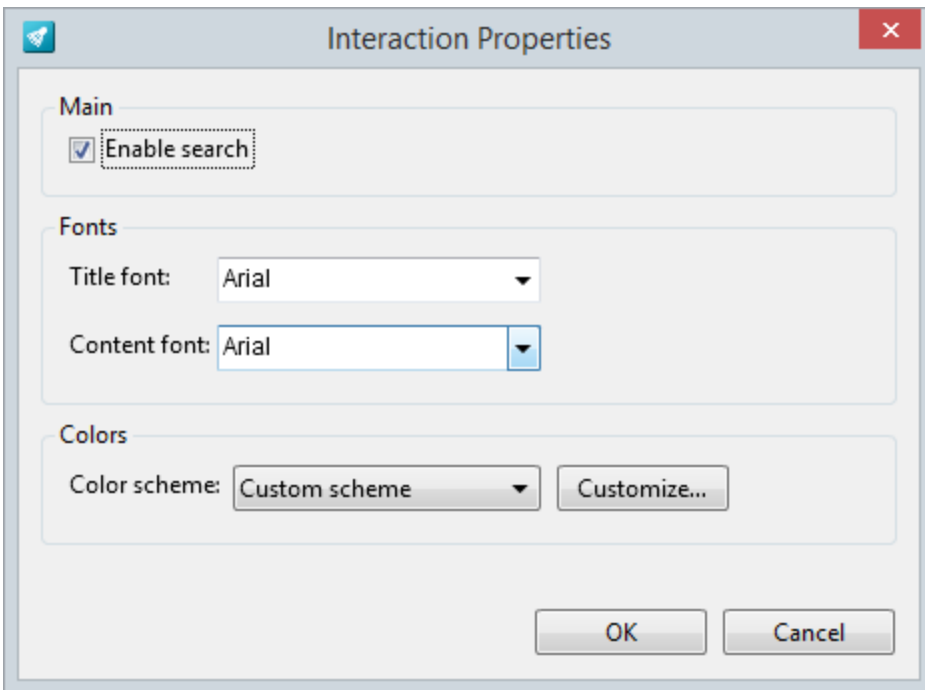 Interaction Properties
Main
Enable search
Fonts
Title font: Arial
Content font: Arial
Colors
Color scheme: Custom scheme Customize...
OK Cancel